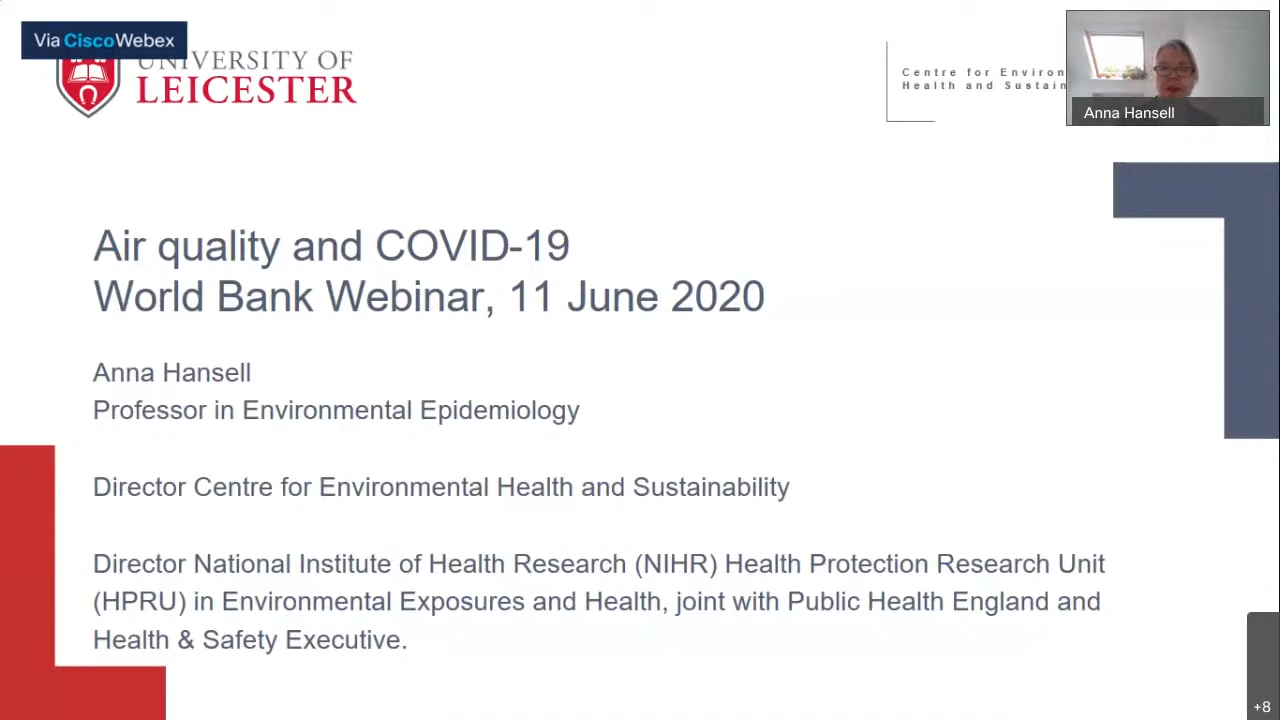 Via CiscoWebex
UNIVERSITY OF
LEICESTER
Centre for Environ
Health and Sustain
Anna Hansell
Air quality and COVID-19
World Bank Webinar, 11 June 2020
Anna Hansell
Professor in Environmental Epidemiology
Director Centre for Environmental Health and Sustainability
Director National Institute of Health Research (NIHR) Health Protection Research Unit
(HPRU) in Environmental Exposures and Health, joint with Public Health England and
Health & Safety Executive.
+8